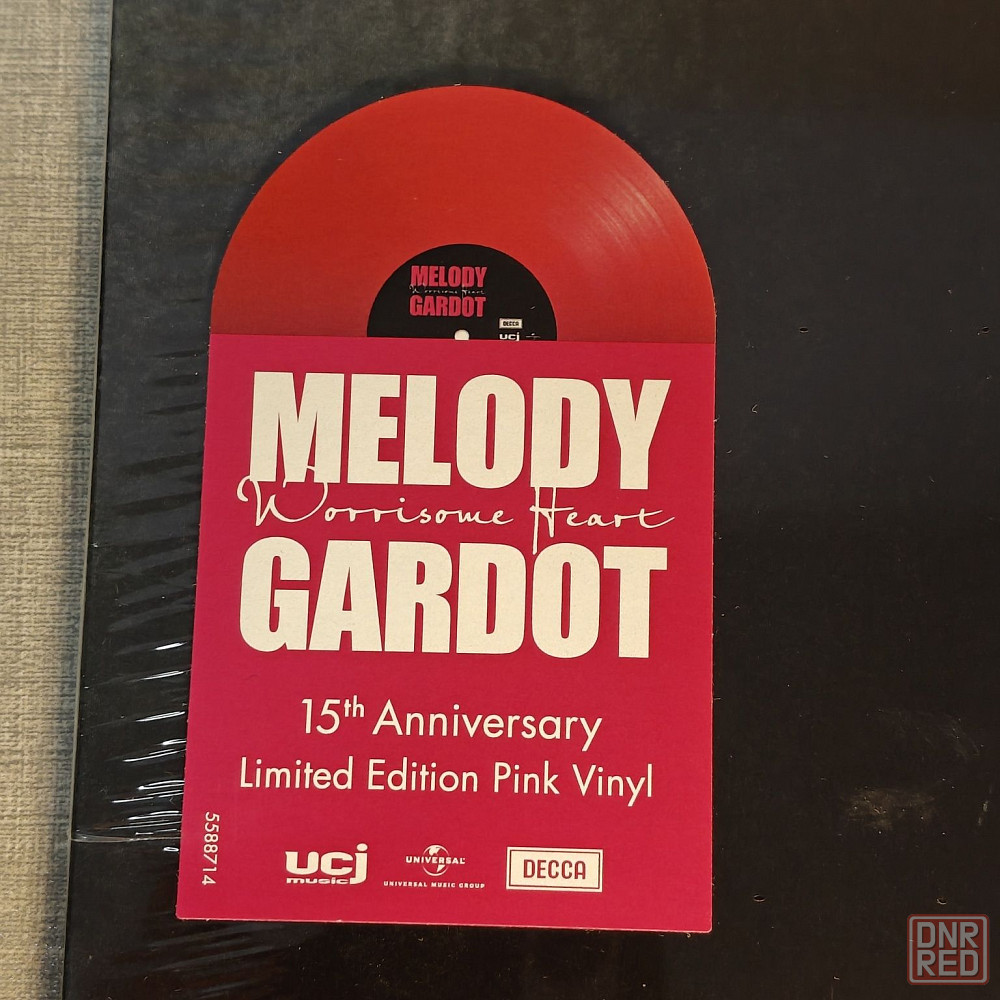 MELODY
Worrisome Heart
GARDOT
DECCA
ucj
MELODY
Worrisome Heart
GARDOT
15th Anniversary
Limited Edition Pink Vinyl
5588714
ucj
music
UNIVERSAL
UNIVERSAL MUSIC GROUP
DECCA
DNR
RED